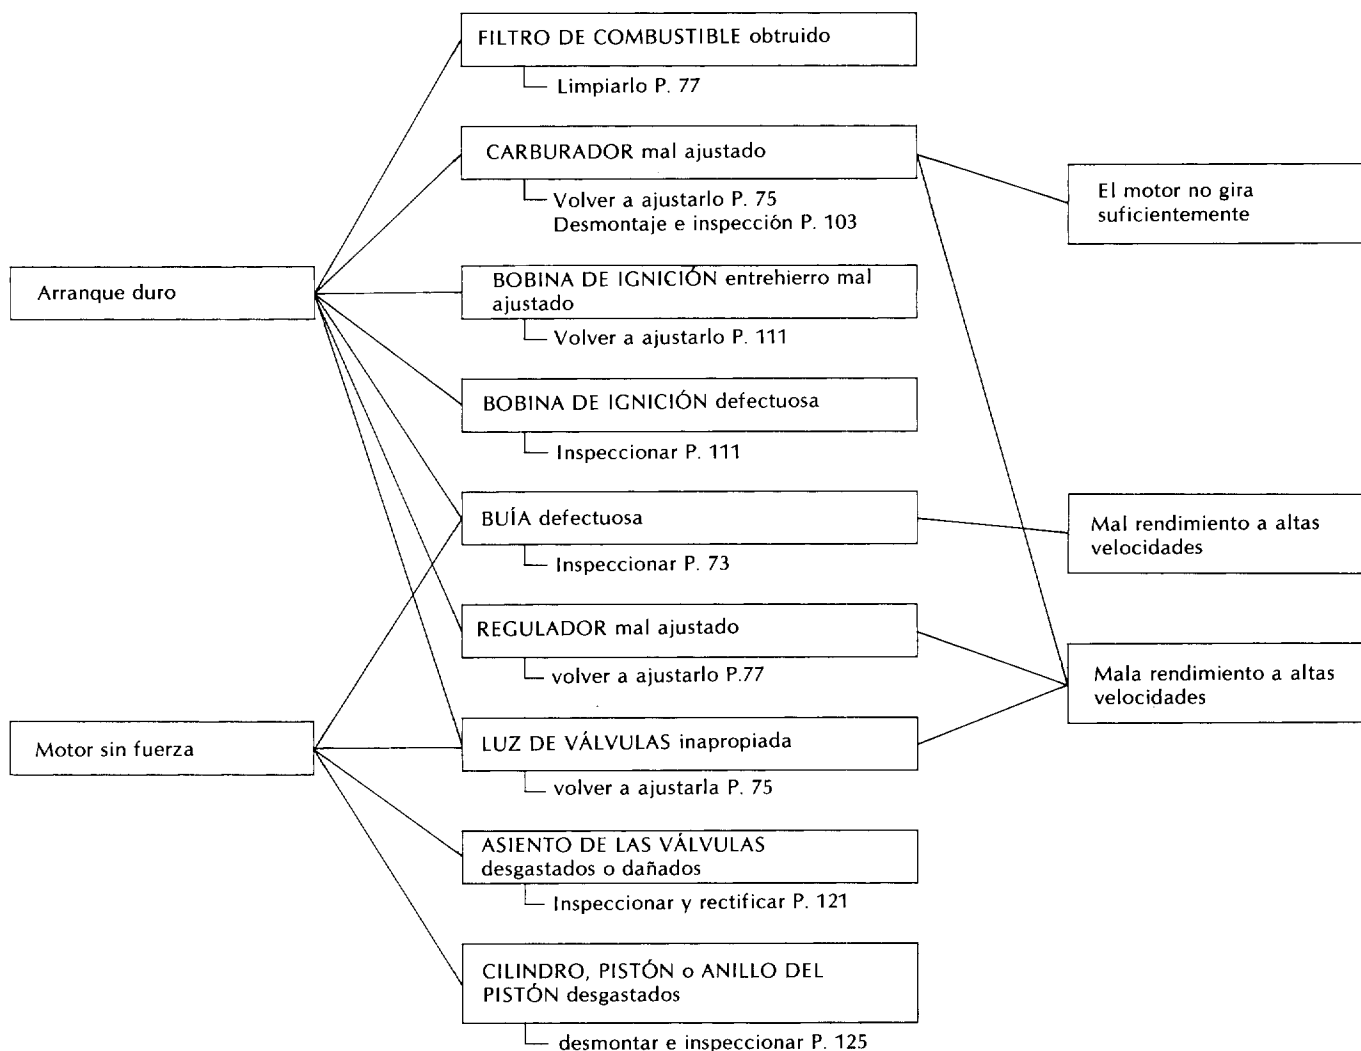 FILTRO DE COMBUSTIBLE obtruido
Limpiarlo P. 77
CARBURADOR mal ajustado
Volver a ajustarlo P. 75
Desmontaje e inspección P. 103
El motor no gira
suficientemente
Arranque duro
BOBINA DE IGNICIÓN entrehierro mal
ajustado
Volver a ajustarlo P. 111
BOBINA DE IGNICIÓN defectuosa
Inspeccionar P. 111
BUÍA defectuosa
Inspeccionar P. 73
Mal rendimiento a altas
velocidades
REGULADOR mal ajustado
volver a ajustarlo P.77
Mala rendimiento a altas
velocidades
Motor sin fuerza
LUZ DE VÁLVULAS inapropiada
volver a ajustarla P. 75
ASIENTO DE LAS VÁLVULAS
desgastados o dañados
Inspeccionar y rectificar P. 121
CILINDRO, PISTÓN o ANILLO DEL
PISTÓN desgastados
desmontar e inspeccionar P. 125